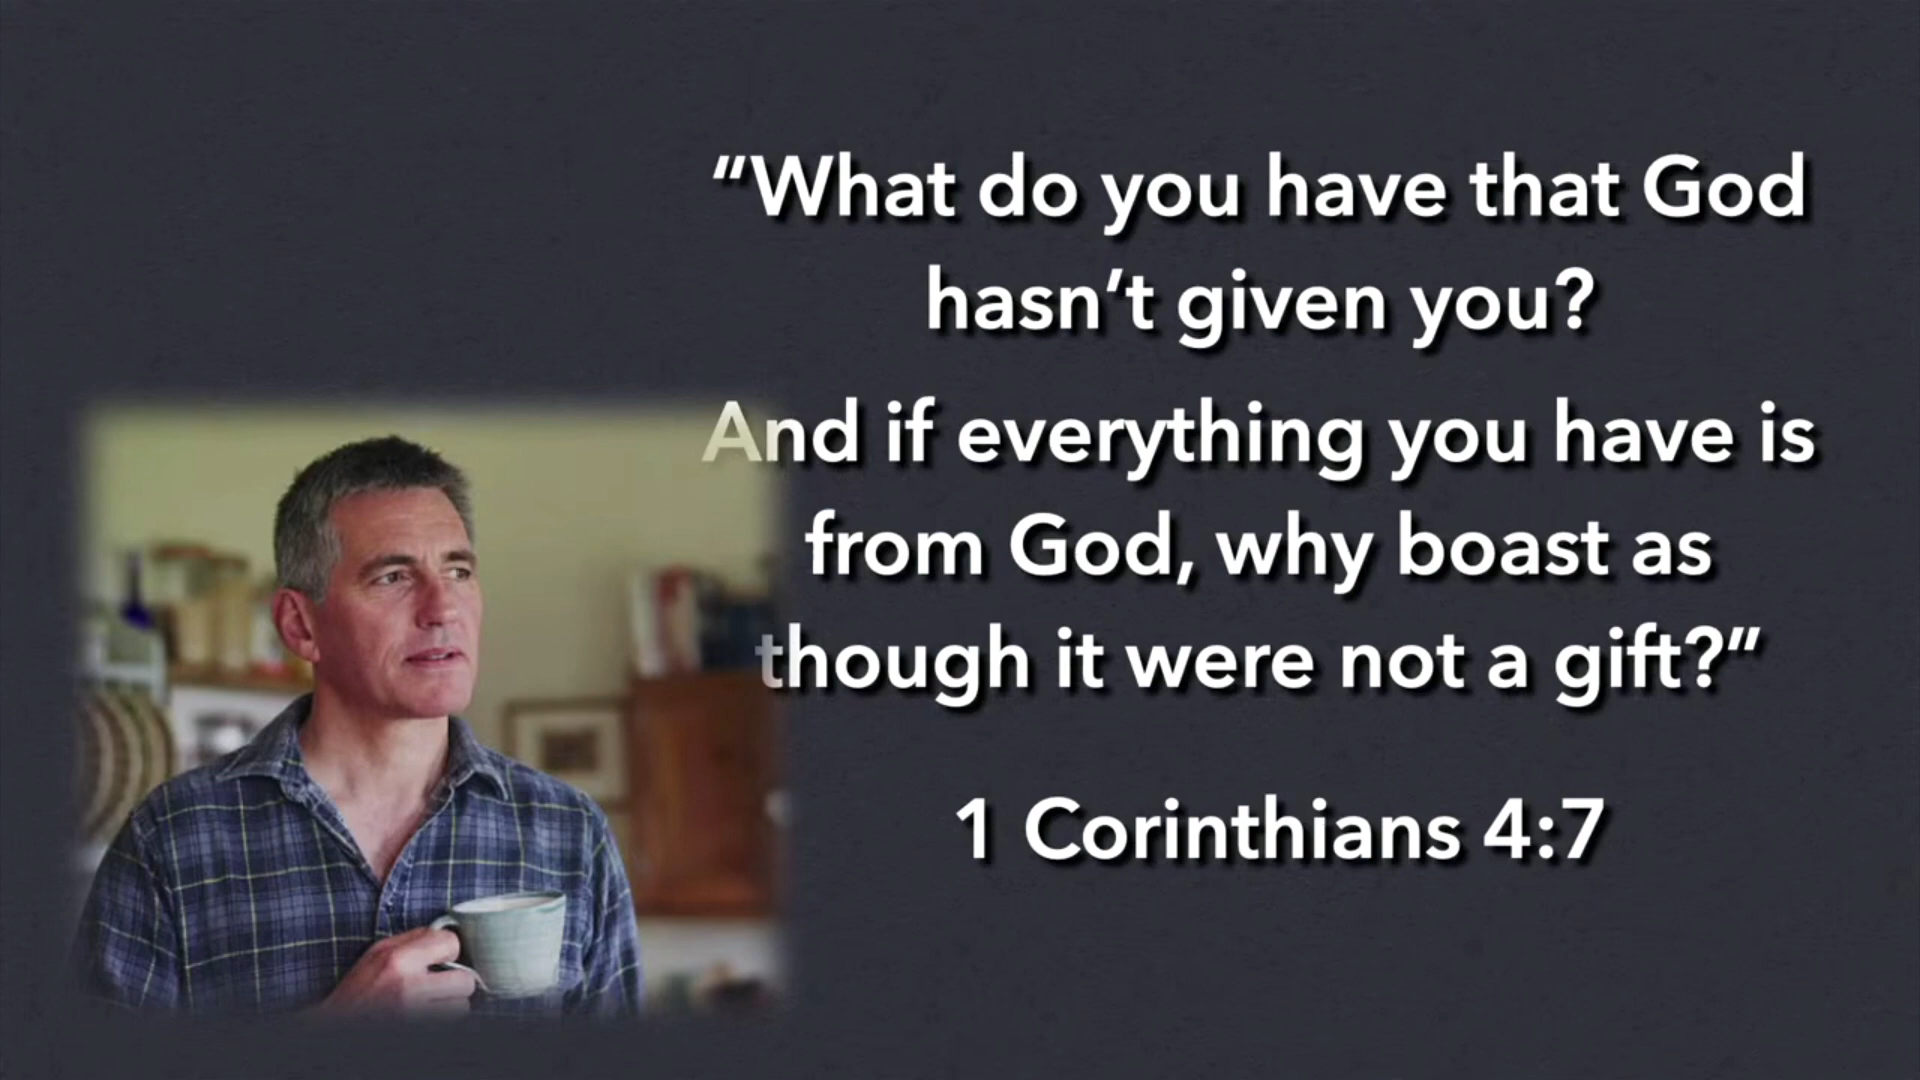 “What do you have that God
hasn’t given you?
And if everything you have is
from God, why boast as
though it were not a gift?”
1 Corinthians 4:7